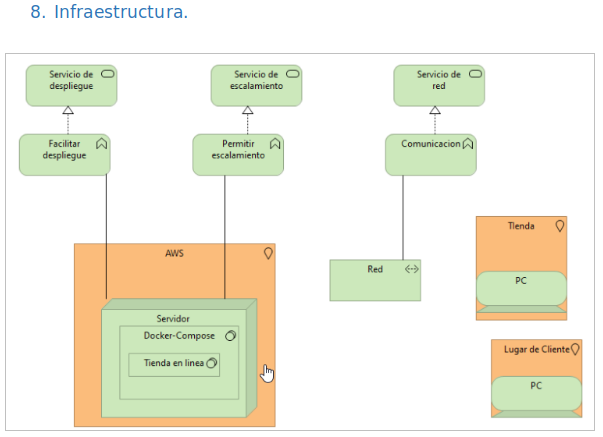 8. Infraestructura.
Servicio de
despliegue
Servicio de
escalamiento
Servicio de
red
Facilitar
despliegue
Permitir
escalamiento
Comunicacion
AWS
Servidor
Docker-Compose
Tienda en linea
Red
TIenda
PC
Lugar de Cliente
PC